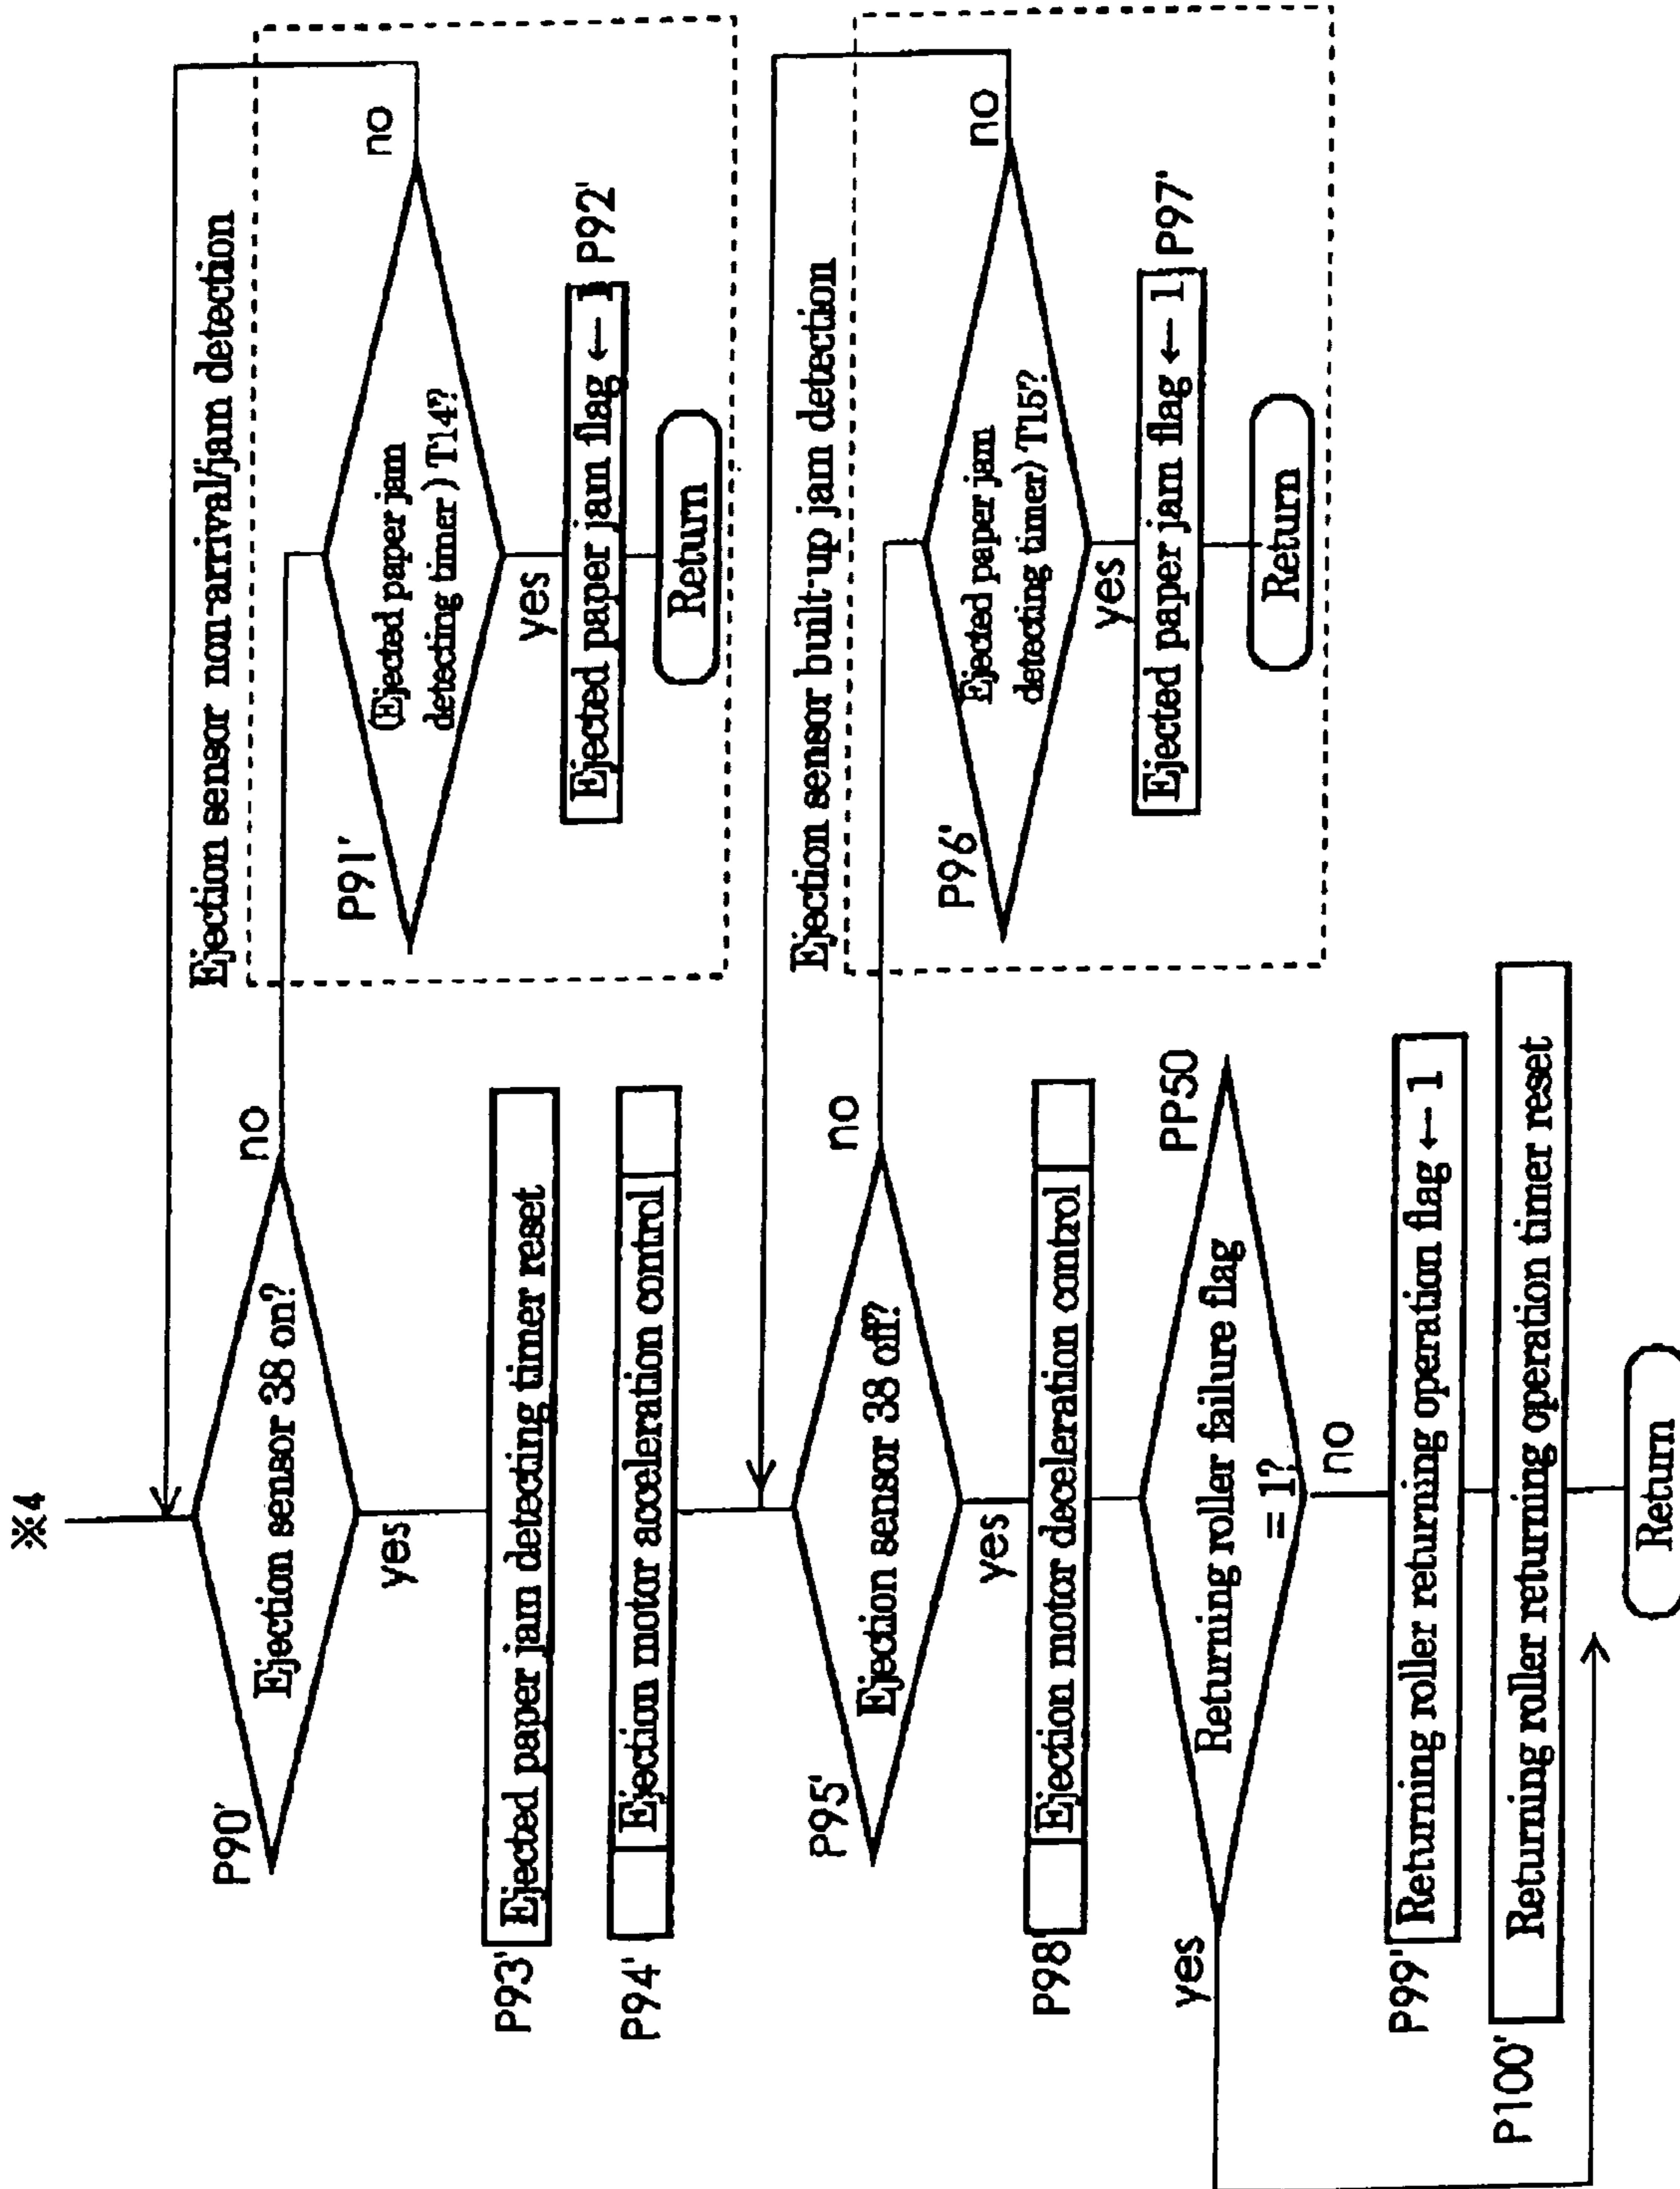 ※4
P90'
Ejection sensor 38 on?
no
yes
Ejection sensor non-arrival/jam detection
P91'
(Ejected paper jam
detecting timer) T14?
no
yes
Ejected paper jam flag ← 1
P92'
Return
P93'
Ejected paper jam detecting timer reset
P94'
Ejection motor acceleration control
P95'
Ejection sensor 38 off?
no
yes
Ejection sensor built-up jam detection
P96'
Ejected paper jam
detecting timer) T15?
no
yes
Ejected paper jam flag ← 1
P97'
Return
P98'
Ejection motor deceleration control
PP50
Returning roller failure flag
= 1?
yes
no
P99'
Returning roller returning operation flag ← 1
P100'
Returning roller returning operation timer reset
Return